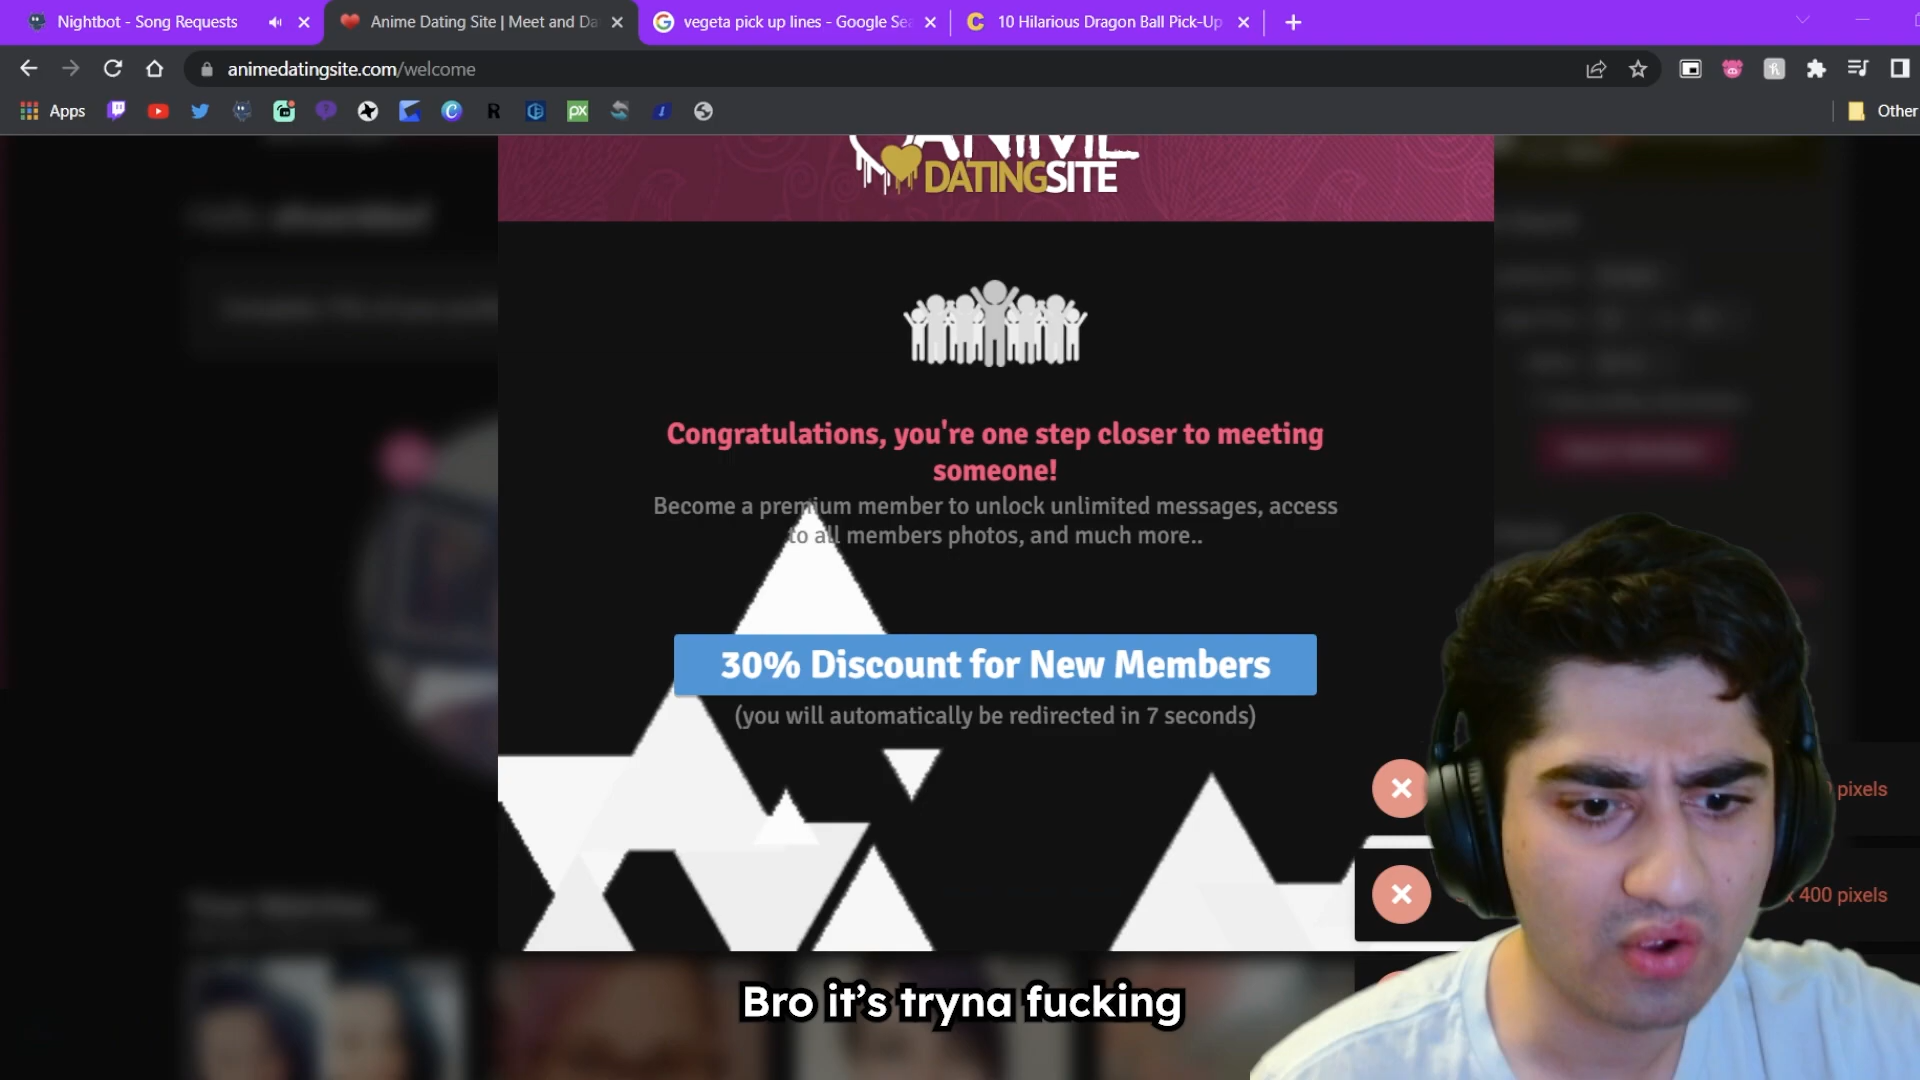 Nightbot - Song Requests
Anime Dating Site | Meet and Da
vegeta pick up lines - Google Sea
10 Hilarious Dragon Ball Pick-Up
animedatingsite.com/welcome
Apps
Other
ANIME
DATINGSITE
Congratulations, you're one step closer to meeting
someone!
Become a premium member to unlock unlimited messages, access
to all members photos, and much more..
30% Discount for New Members
(you will automatically be redirected in 7 seconds)
pixels
x 400 pixels
Bro it's tryna fucking